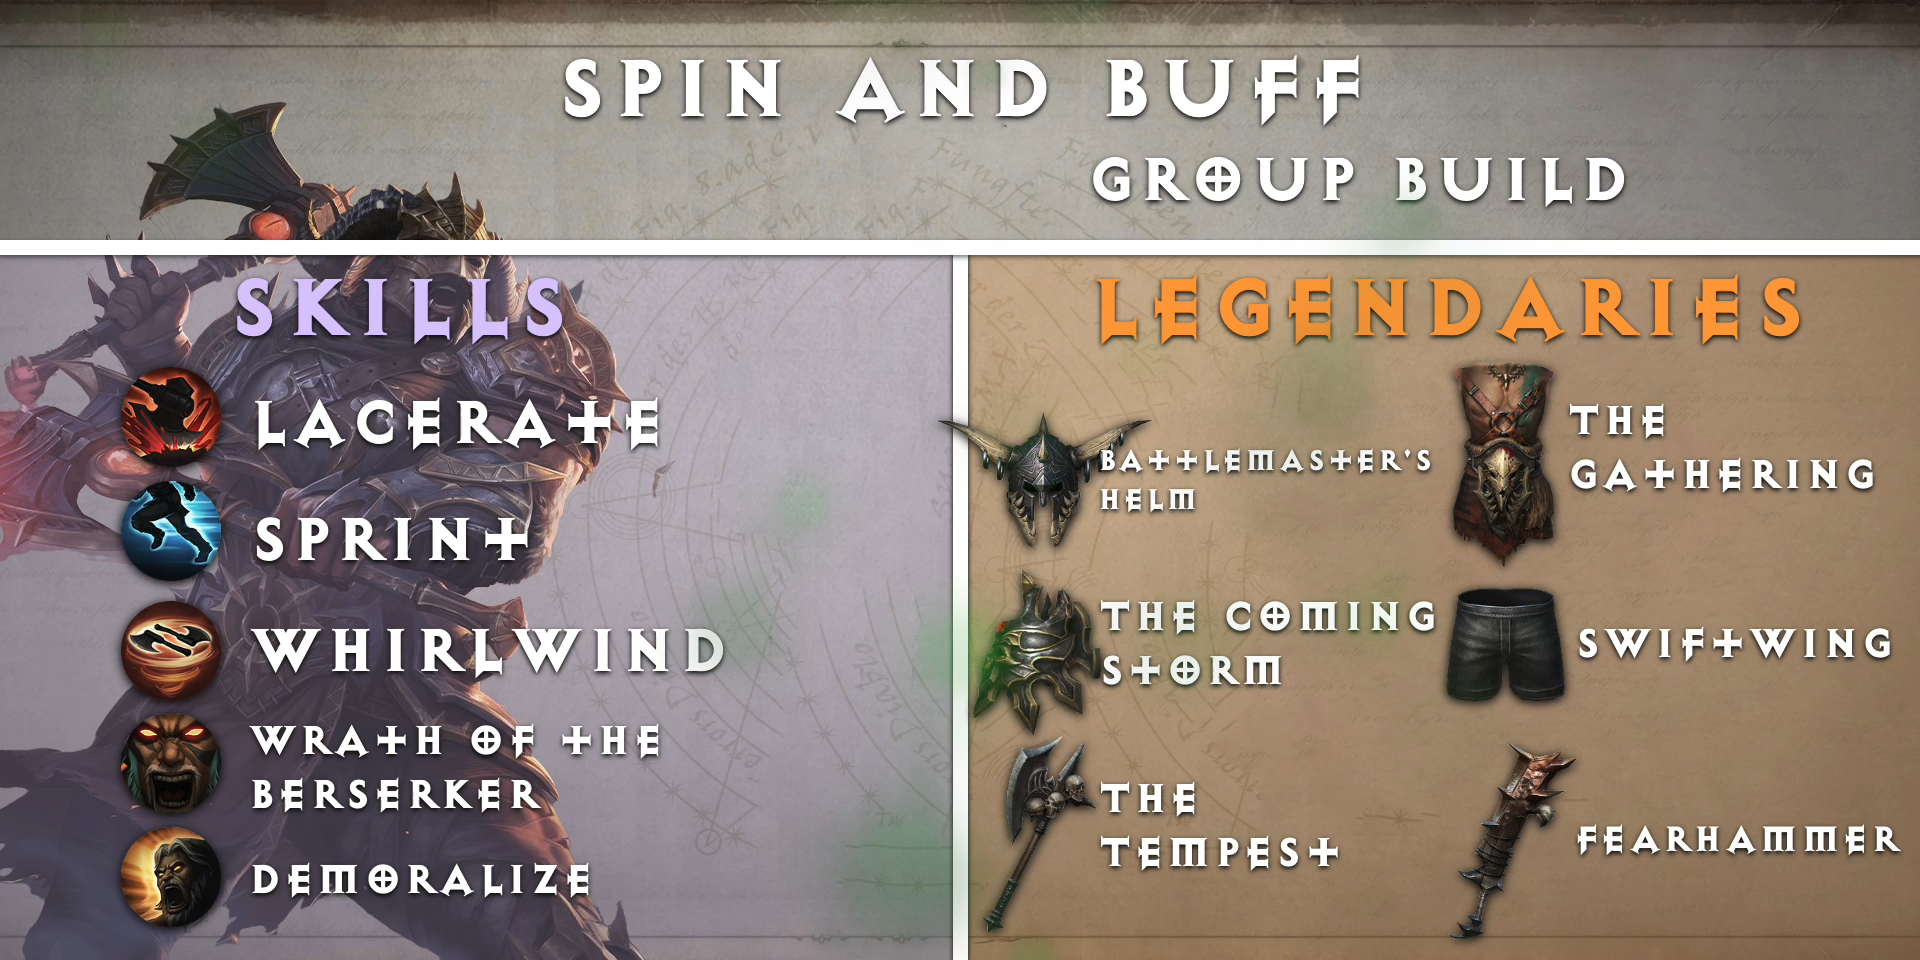 SPIN AND BUFF
GROUP BUILD
SKILLS
LACERATE
SPRINT
WHIRLWIND
WRATH OF THE
BERSERKER
DEMORALIZE
LEGENDARIES
BATTLEMASTER'S
HELM
THE
GATHERING
THE COMING
STORM
SWIFTWING
THE
TEMPEST
FEARHAMMER